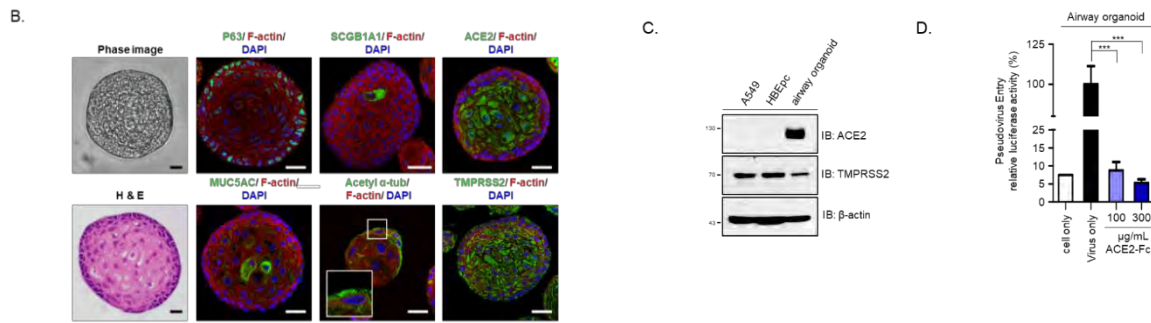 B.
Phase image
P63/ F-actin/
DAPI
SCGB1A1/ F-actin/
DAPI
ACE2/ F-actin/
DAPI
H & E
MUC5AC/ F-actin/
DAPI
Acetyl α-tub/
F-actin/ DAPI
TMPRSS2/ F-actin/
DAPI
C.
A549
HBEpc
airway organoid
130
IB: ACE2
70
IB: TMPRSS2
43
IB: β-actin
D.
Airway organoid
Pseudovirus Entry
relative luciferase activity (%)
125
100
25
15
10
5
0
***
***
cell only
Virus only
100
300
μg/mL
ACE2-Fc